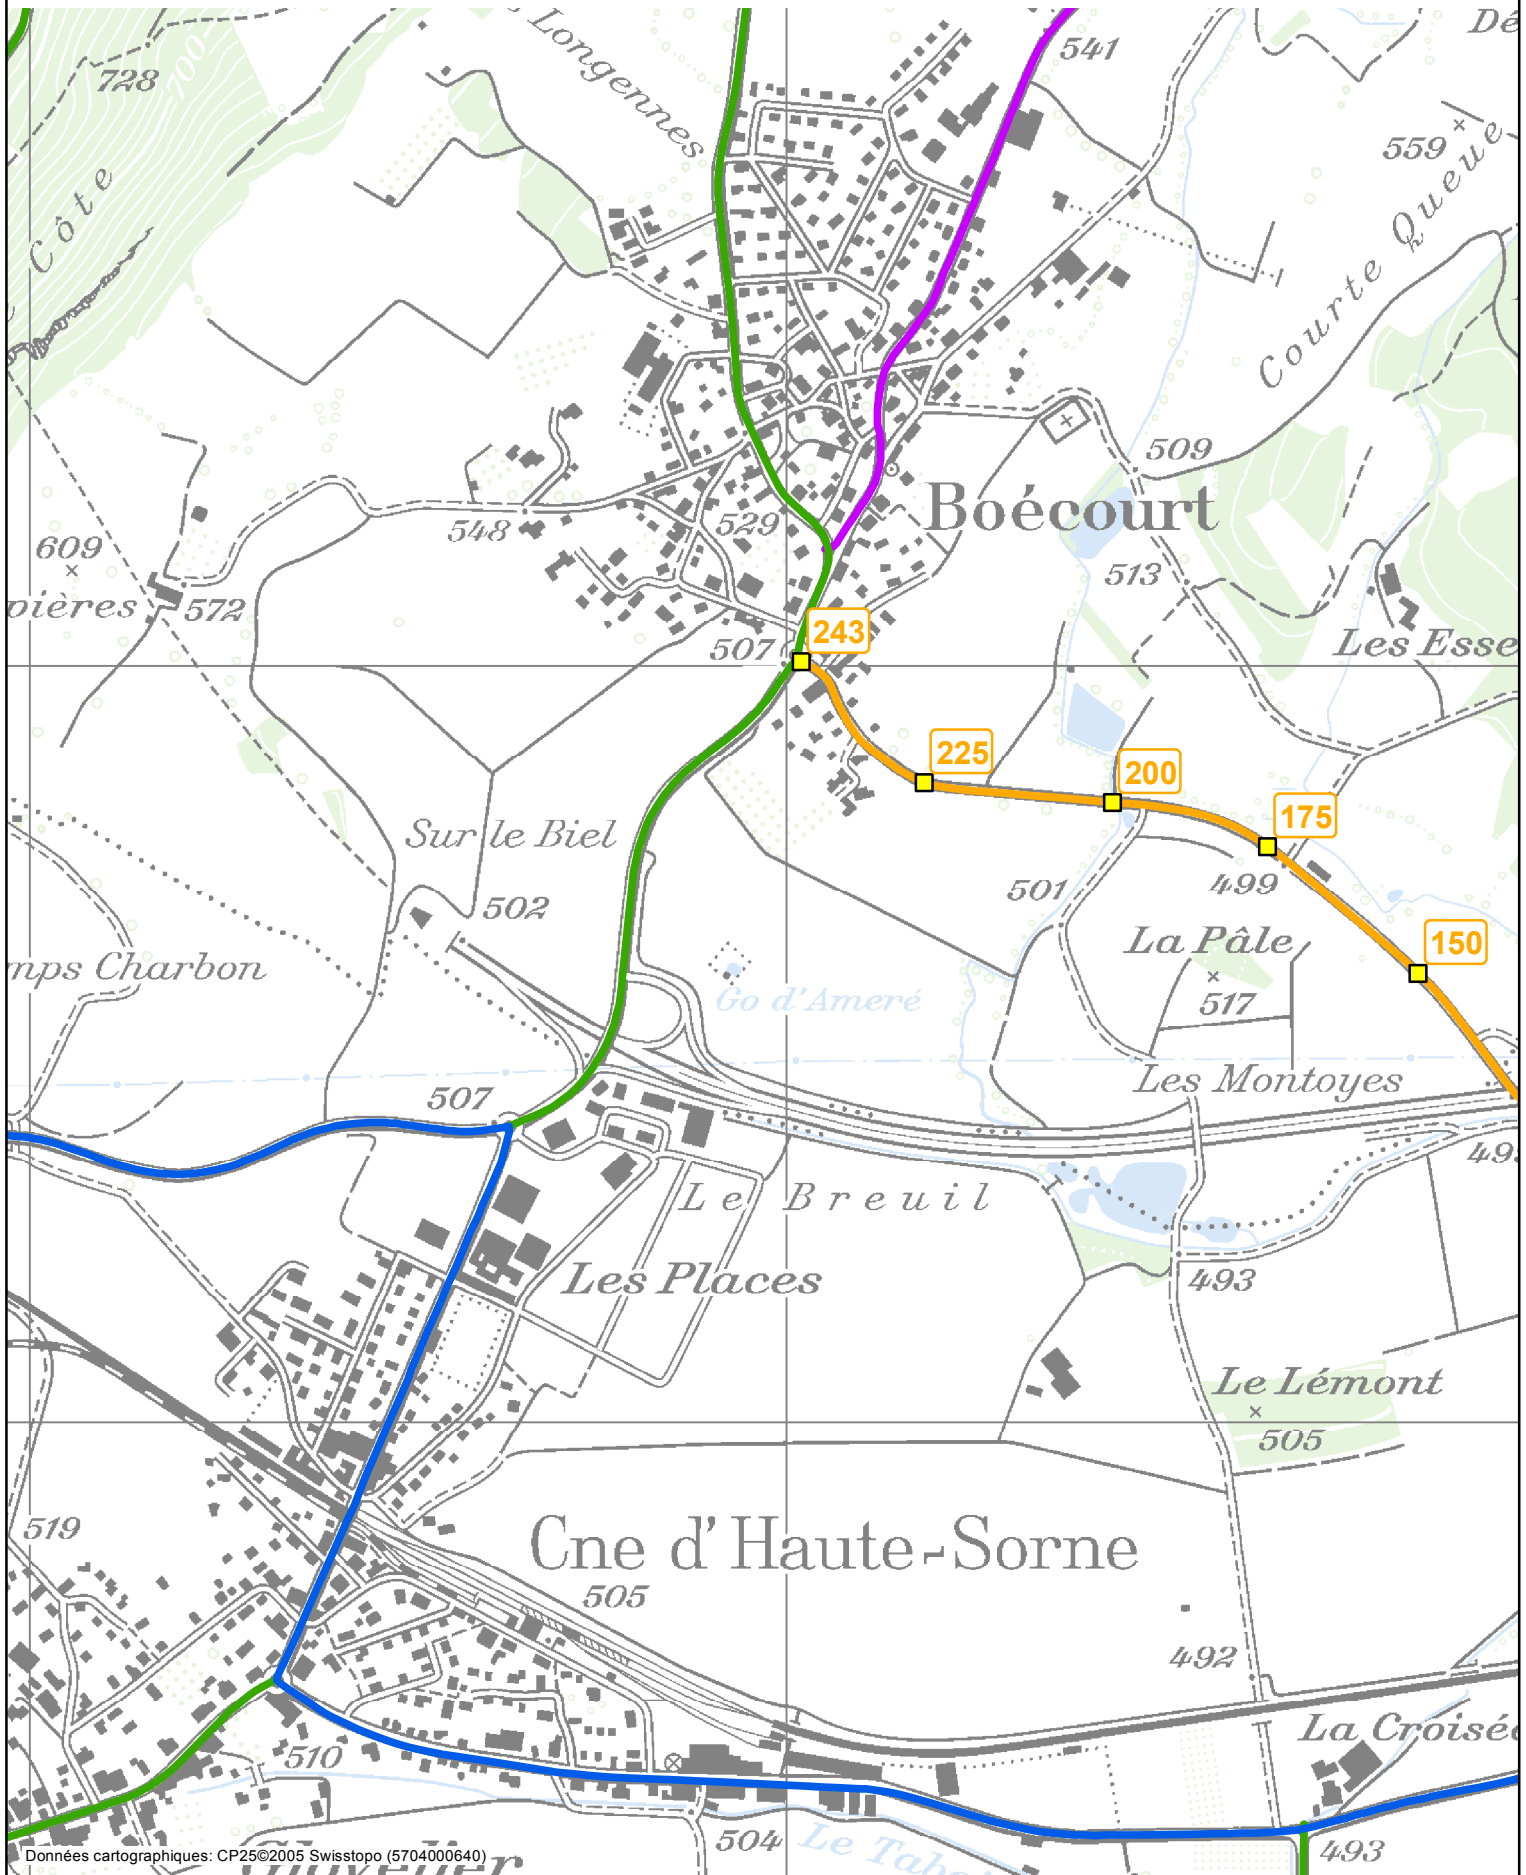 Longennes
541
Dé
728
700
559
Côte
Courte Queue
509
Boécourt
548
529
609
513
pières
572
243
507
Les Esse
225
200
175
Sur le Biel
501
499
502
La Pâle
150
mps Charbon
Go d'Ameré
517
507
Les Montoyes
Le Breuil
493
Les Places
Le Lémont
505
519
Cne d'Haute-Sorne
505
492
La Croisé
510
504
493
Données cartographiques: CP25©2005 Swisstopo (5704000640)